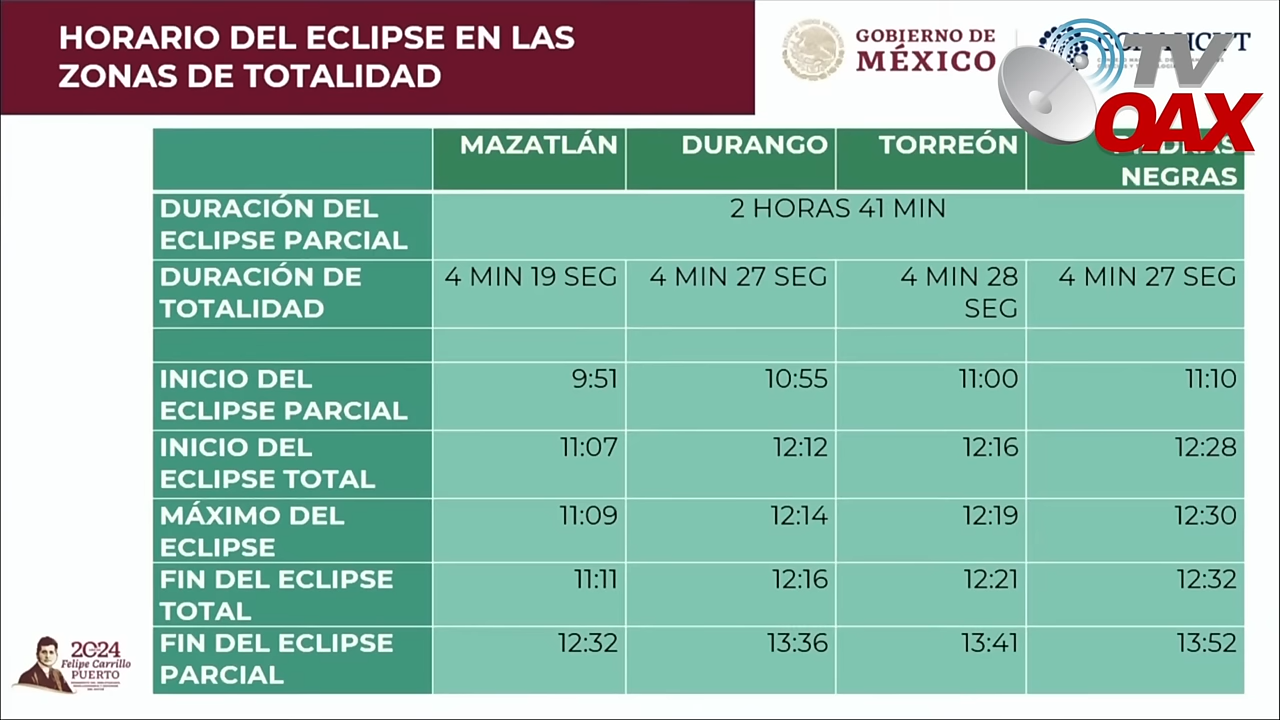 HORARIO DEL ECLIPSE EN LAS
ZONAS DE TOTALIDAD
GOBIERNO DE
MÉXICO
TV
OAX
MAZATLÁN
DURANGO
TORREÓN
PIEDRAS
NEGRAS
DURACIÓN DEL
ECLIPSE PARCIAL
2 HORAS 41 MIN
DURACIÓN DE
TOTALIDAD
4 MIN 19 SEG
4 MIN 27 SEG
4 MIN 28
SEG
4 MIN 27 SEG
INICIO DEL
ECLIPSE PARCIAL
9:51
10:55
11:00
11:10
INICIO DEL
ECLIPSE TOTAL
11:07
12:12
12:16
12:28
MÁXIMO DEL
ECLIPSE
11:09
12:14
12:19
12:30
FIN DEL ECLIPSE
TOTAL
11:11
12:16
12:21
12:32
FIN DEL ECLIPSE
PARCIAL
12:32
13:36
13:41
13:52
2024
Felipe Carrillo
PUERTO